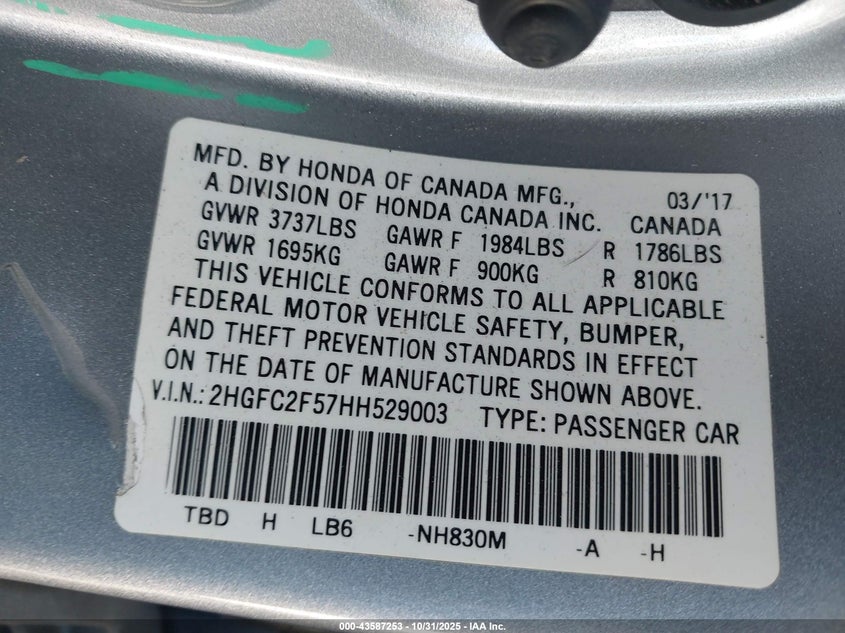 MFD. BY HONDA OF CANADA MFG., 03/'17
A DIVISION OF HONDA CANADA INC. CANADA
GVWR 3737LBS GAWR F 1984LBS R 1786LBS
GVWR 1695KG GAWR F 900KG R 810KG
THIS VEHICLE CONFORMS TO ALL APPLICABLE
FEDERAL MOTOR VEHICLE SAFETY, BUMPER,
AND THEFT PREVENTION STANDARDS IN EFFECT
ON THE DATE OF MANUFACTURE SHOWN ABOVE.
V.I.N.: 2HGFC2F57HH529003 TYPE: PASSENGER CAR
TBD H LB6 -NH830M -A -H
000-43587253 | 10/31/2025 - IAA Inc.